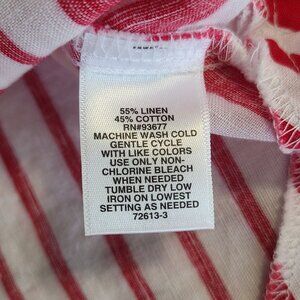 55% LINEN
45% COTTON
RN#93677
MACHINE WASH COLD
GENTLE CYCLE
WITH LIKE COLORS
USE ONLY NON-
CHLORINE BLEACH
WHEN NEEDED
TUMBLE DRY LOW
IRON ON LOWEST
SETTING AS NEEDED
72613-3